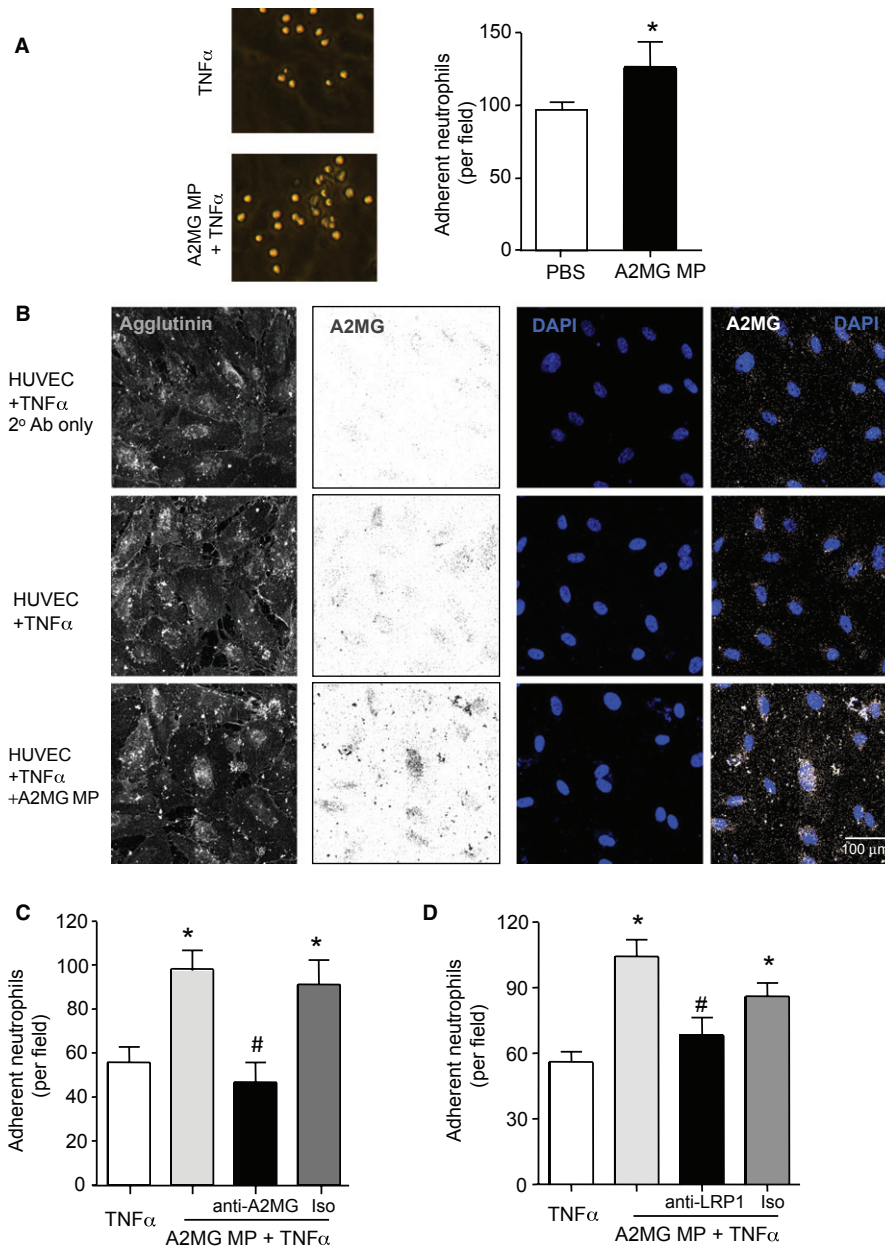 A
TNFα
A2MG MP
+ TNFα
Adherent neutrophils
(per field)
150
100
50
0
*
PBS
A2MG MP
B
Agglutinin
A2MG
DAPI
A2MG DAPI
HUVEC
+TNFα
2º Ab only
HUVEC
+TNFα
HUVEC
+TNFα
+A2MG MP
100 μm
C
Adherent neutrophils
(per field)
120
100
80
60
40
20
0
*
#
*
TNFα
anti-A2MG Iso
A2MG MP + TNFα
D
Adherent neutrophils
(per field)
120
90
60
30
0
*
#
*
TNFα
anti-LRP1 Iso
A2MG MP + TNFα